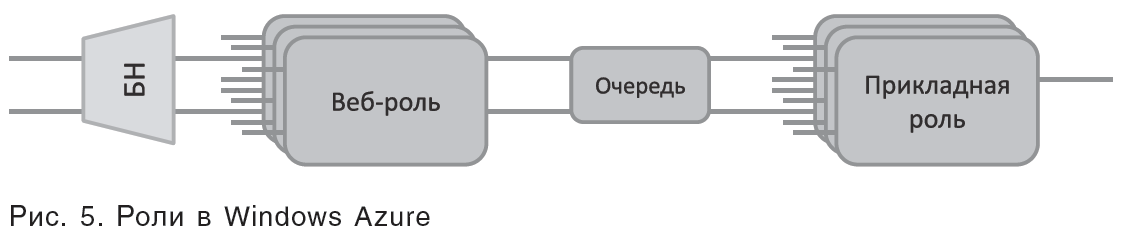 БН
Веб-роль
Очередь
Прикладная
роль
Рис. 5. Роли в Windows Azure